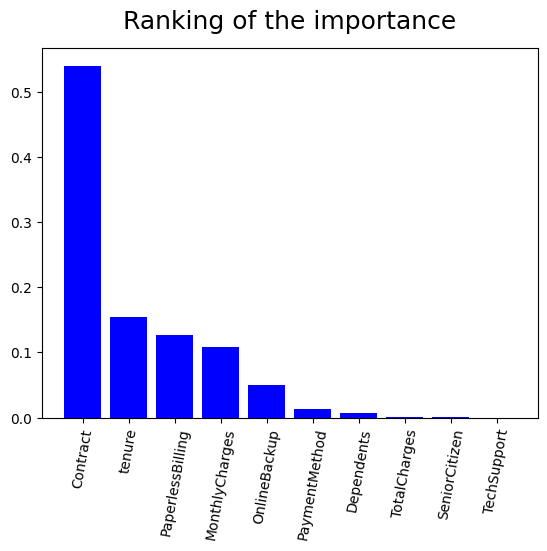 Ranking of the importance
0.5
0.4
0.3
0.2
0.1
0.0
Contract
tenure
PaperlessBilling
MonthlyCharges
OnlineBackup
PaymentMethod
Dependents
TotalCharges
SeniorCitizen
TechSupport